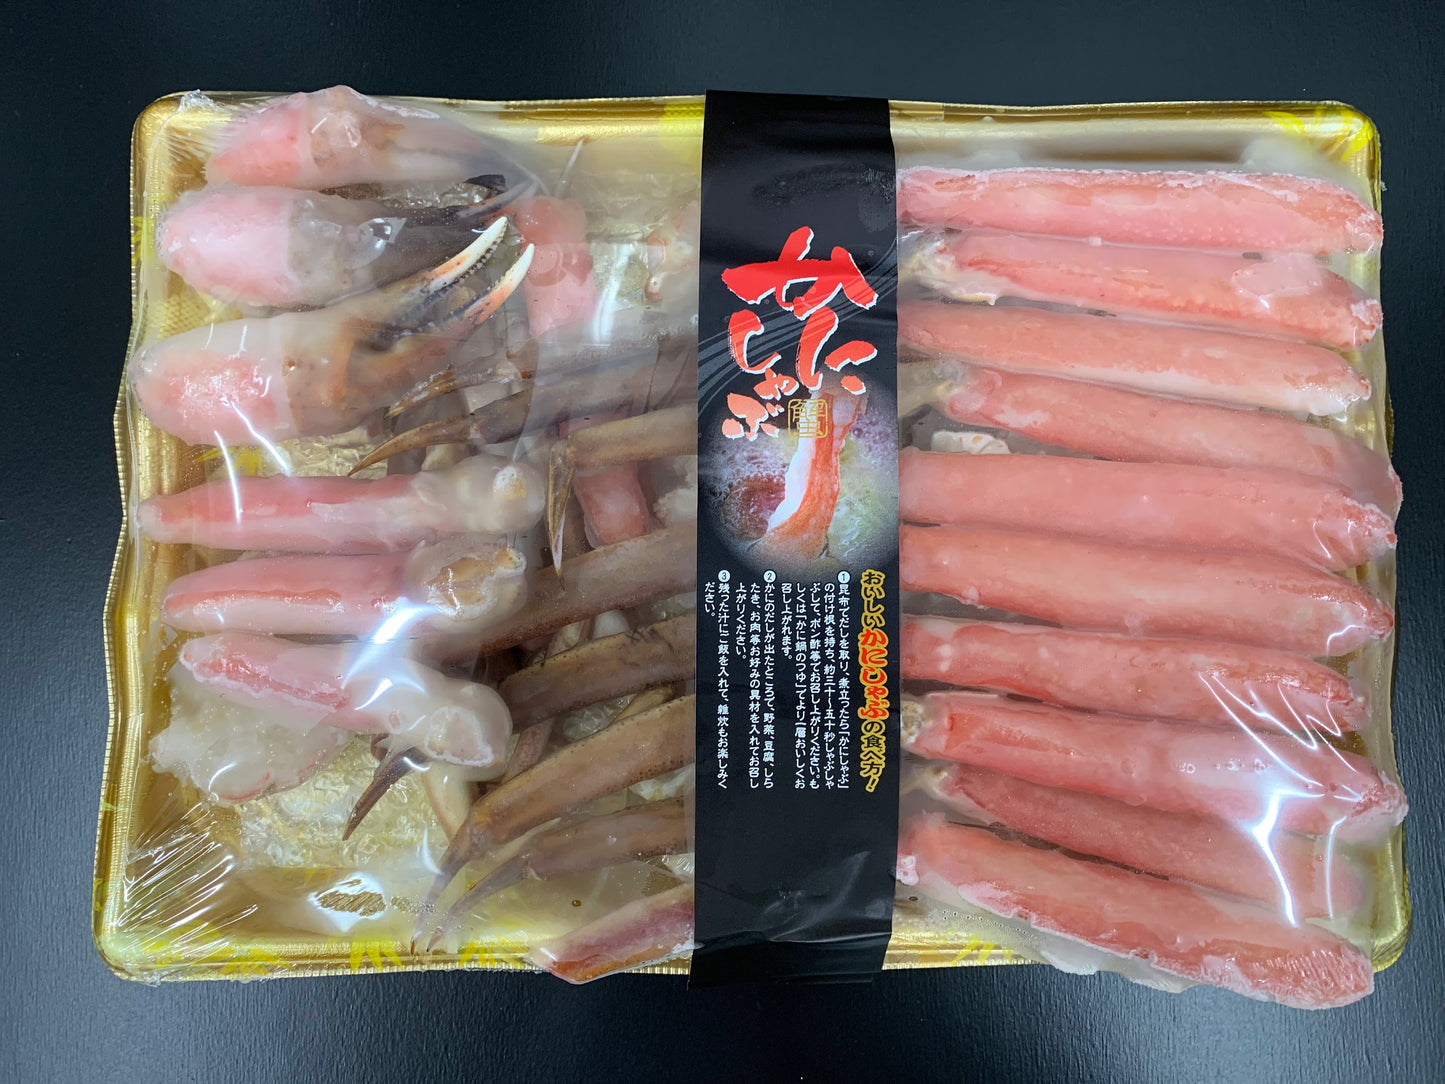 かに
しゃぶ
蟹
おいしいかにしゃぶの食べ方!
❶昆布でだしを取り、煮立ったら「かにしゃぶ」
の付け根を持ち、約三十〜五十秒しゃぶしゃ
ぶして、ポン酢等でお召し上がりください。も
しくは「かに鍋のつゆ」でより一層おいしくお
召し上がれます。
❷かにのだしが出たところで、野菜、豆腐、しら
たき、お肉等お好みの具材を入れてお召し
上がりください。
❸残った汁にご飯を入れて、雑炊もお楽しみく
ださい。